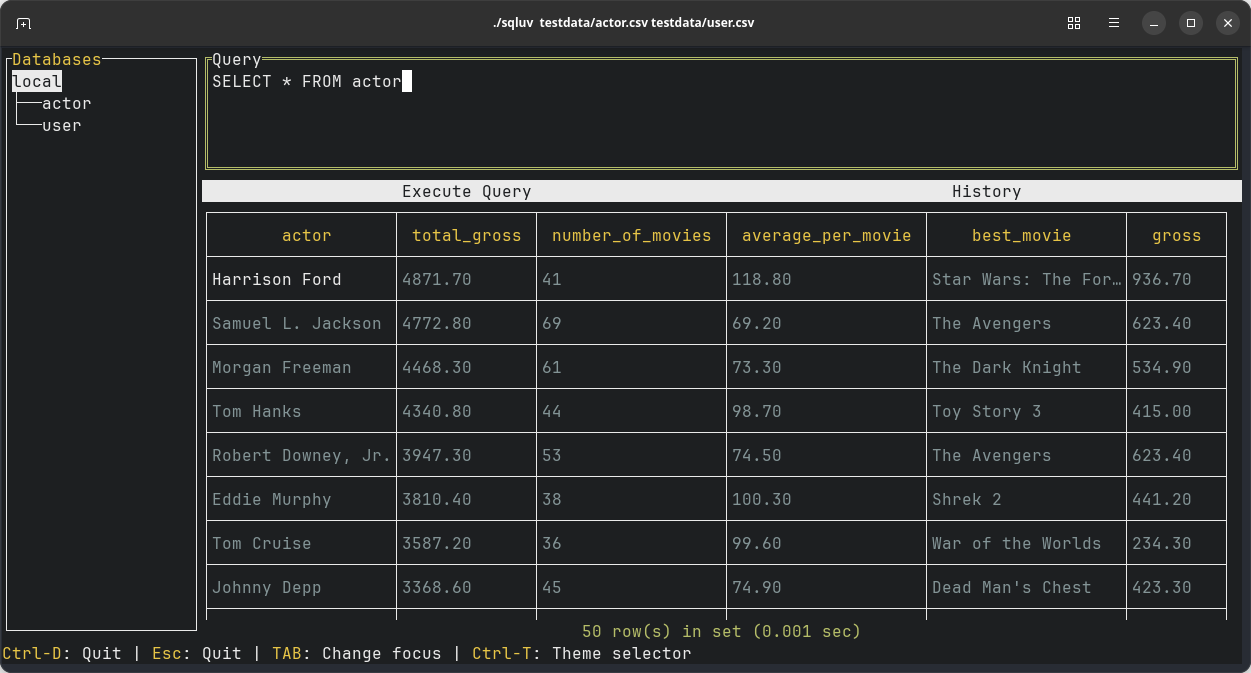 ./sqluv testdata/actor.csv testdata/user.csv
Databases
local
actor
user
Query
SELECT * FROM actor
Execute Query History
actor total_gross number_of_movies average_per_movie best_movie gross
Harrison Ford 4871.70 41 118.80 Star Wars: The For… 936.70
Samuel L. Jackson 4772.80 69 69.20 The Avengers 623.40
Morgan Freeman 4468.30 61 73.30 The Dark Knight 534.90
Tom Hanks 4340.80 44 98.70 Toy Story 3 415.00
Robert Downey, Jr. 3947.30 53 74.50 The Avengers 623.40
Eddie Murphy 3810.40 38 100.30 Shrek 2 441.20
Tom Cruise 3587.20 36 99.60 War of the Worlds 234.30
Johnny Depp 3368.60 45 74.90 Dead Man's Chest 423.30
50 row(s) in set (0.001 sec)
Ctrl-D: Quit | Esc: Quit | TAB: Change focus | Ctrl-T: Theme selector